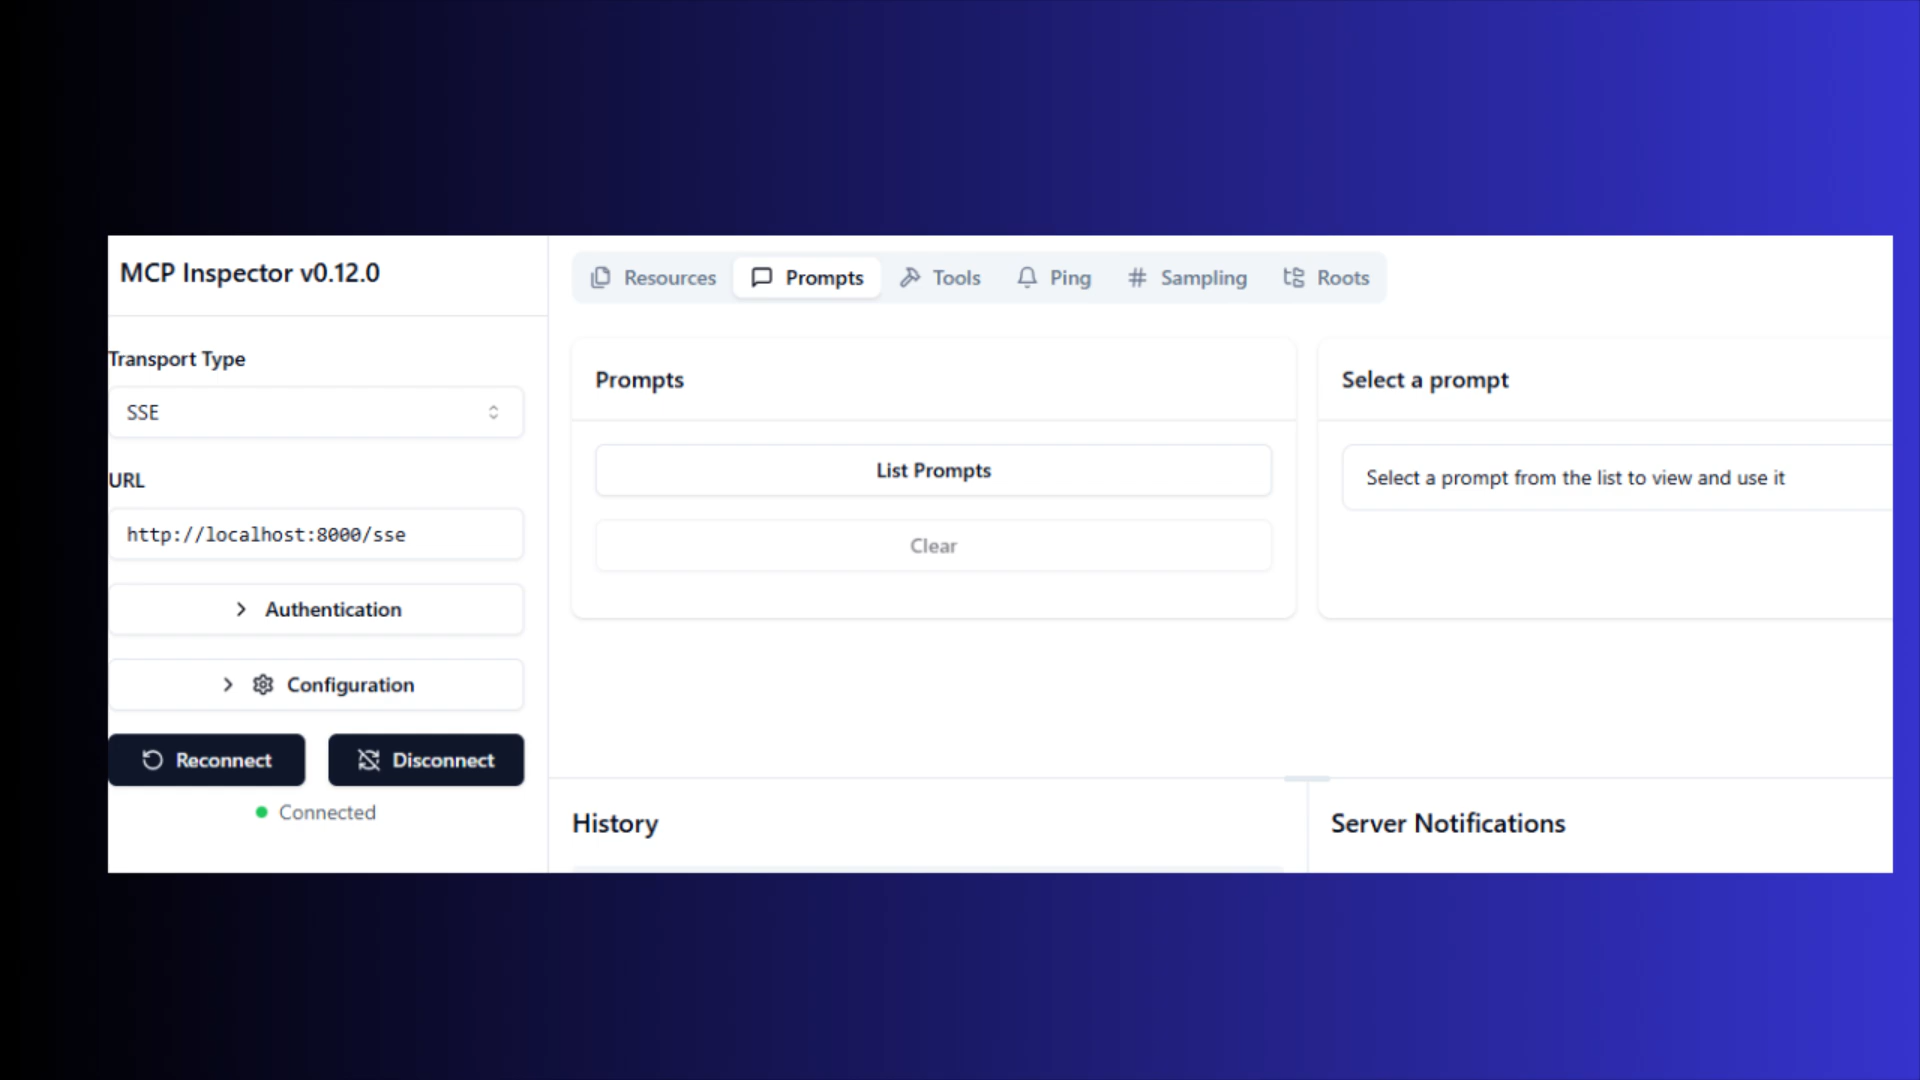 MCP Inspector v0.12.0
Transport Type
SSE
URL
http://localhost:8000/sse
Authentication
Configuration
Reconnect Disconnect
Connected
Resources Prompts Tools Ping Sampling Roots
Prompts
List Prompts
Clear
Select a prompt
Select a prompt from the list to view and use it
History
Server Notifications